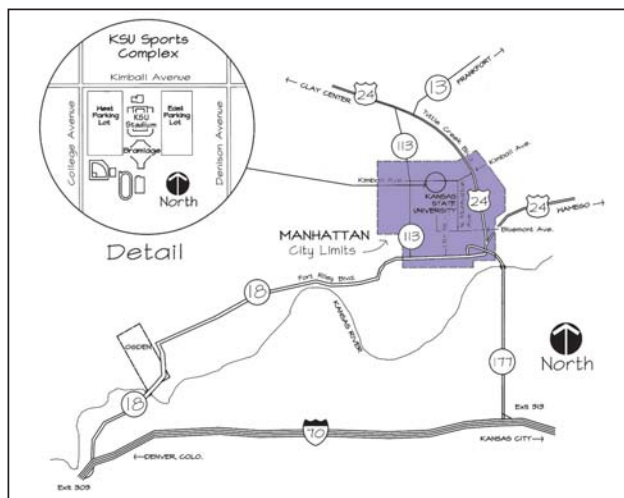 KSU Sports
Complex
Kimball Avenue
College Avenue
West
Parking
Lot
KSU
Stadium
East
Parking
Lot
Bramlage
Denison Avenue
North
Detail
CLAY CENTER
24
13
FRANKFORT
Tuttle Creek Blvd.
113
Kimball Ave.
Kimball Ave.
KANSAS
STATE
UNIVERSITY
24
24
WAMEGO
Bluemont Ave.
MANHATTAN
City Limits
113
18
Fort Riley Blvd.
KANSAS RIVER
OGDEN
18
177
North
Exit 313
70
KANSAS CITY
DENVER, COLO.
Exit 303